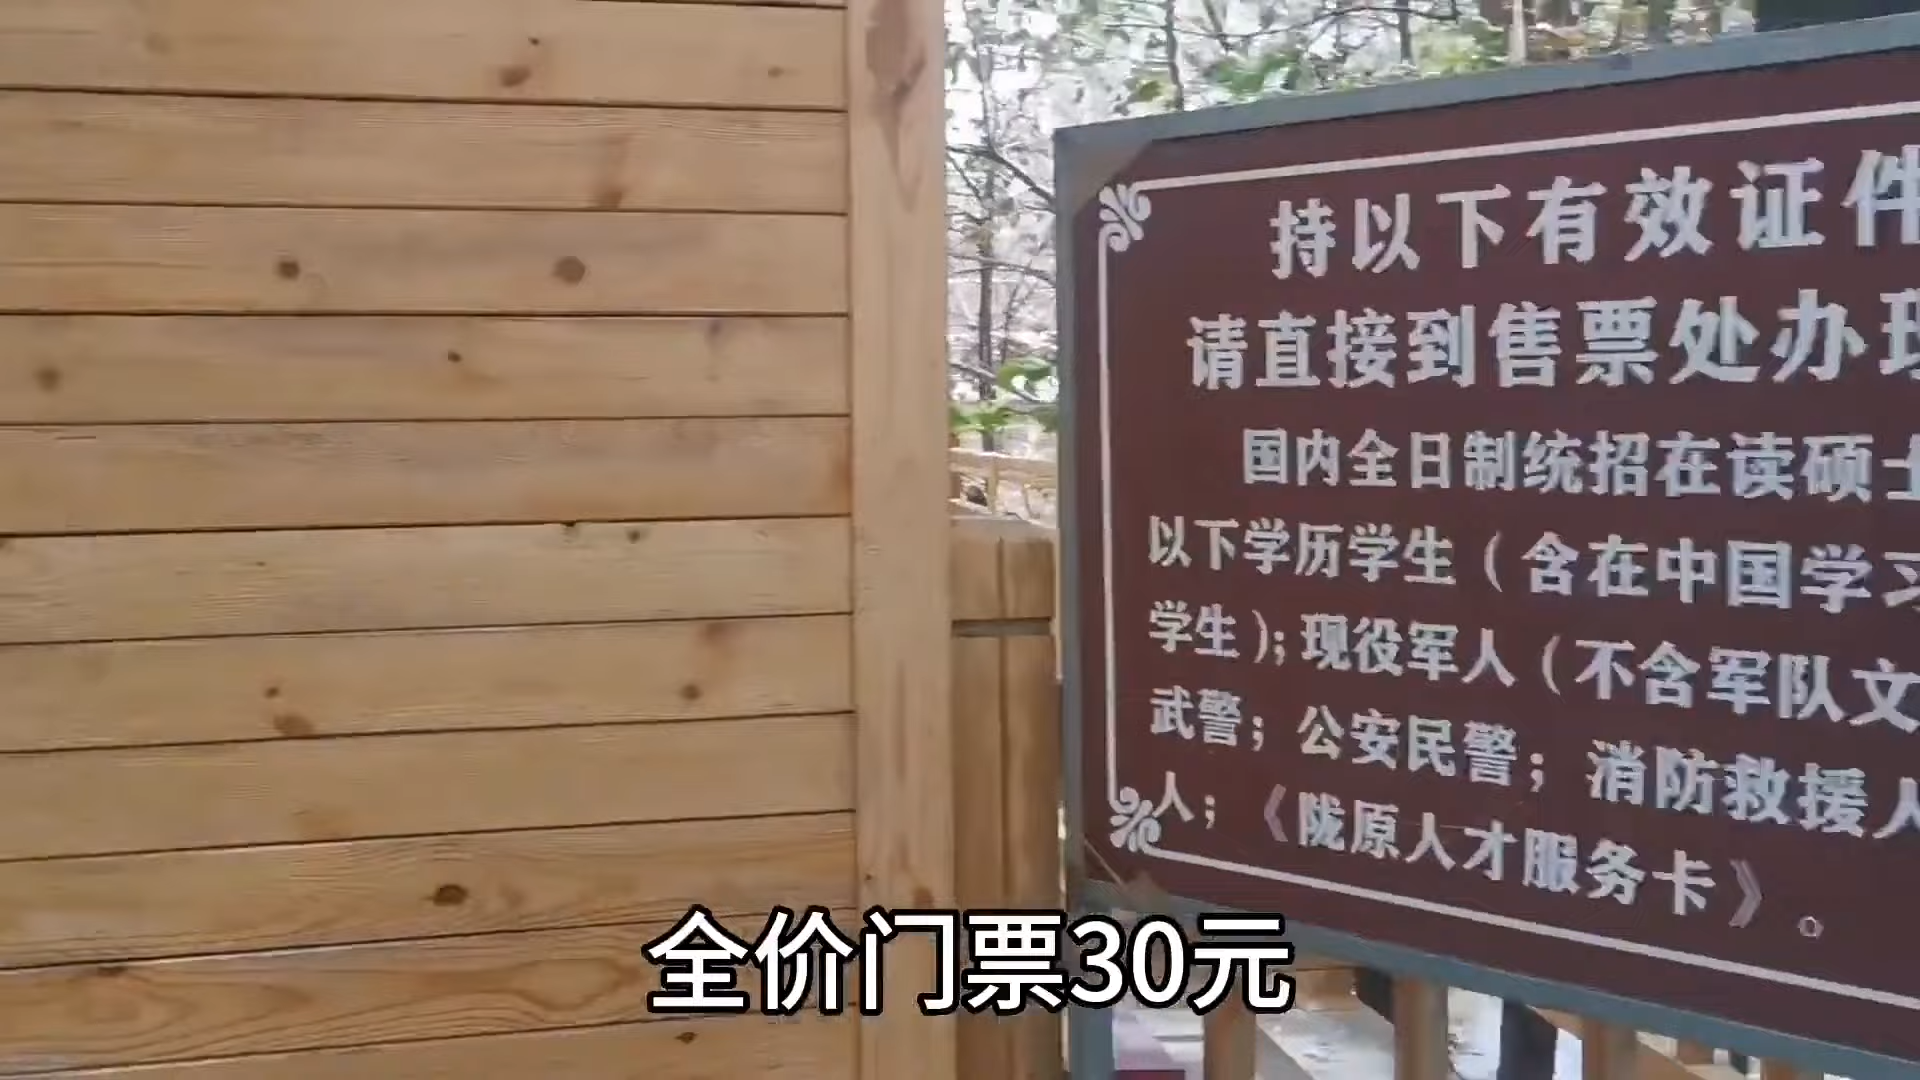 持以下有效证件
请直接到售票处办理
国内全日制统招在读硕士
以下学历学生（含在中国学习
学生）；现役军人（不含军队文
武警；公安民警；消防救援人
人；《陇原人才服务卡》。
全价门票30元